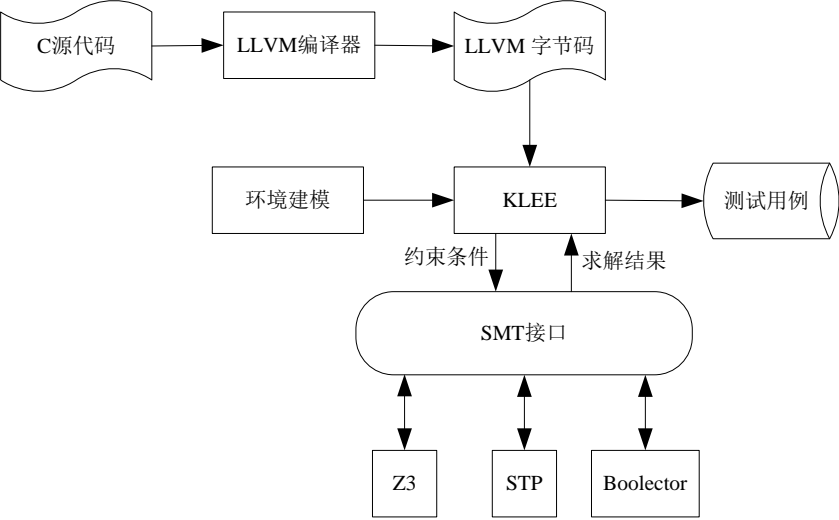 C源代码
LLVM编译器
LLVM 字节码
环境建模
KLEE
测试用例
约束条件
求解结果
SMT接口
Z3
STP
Boolector